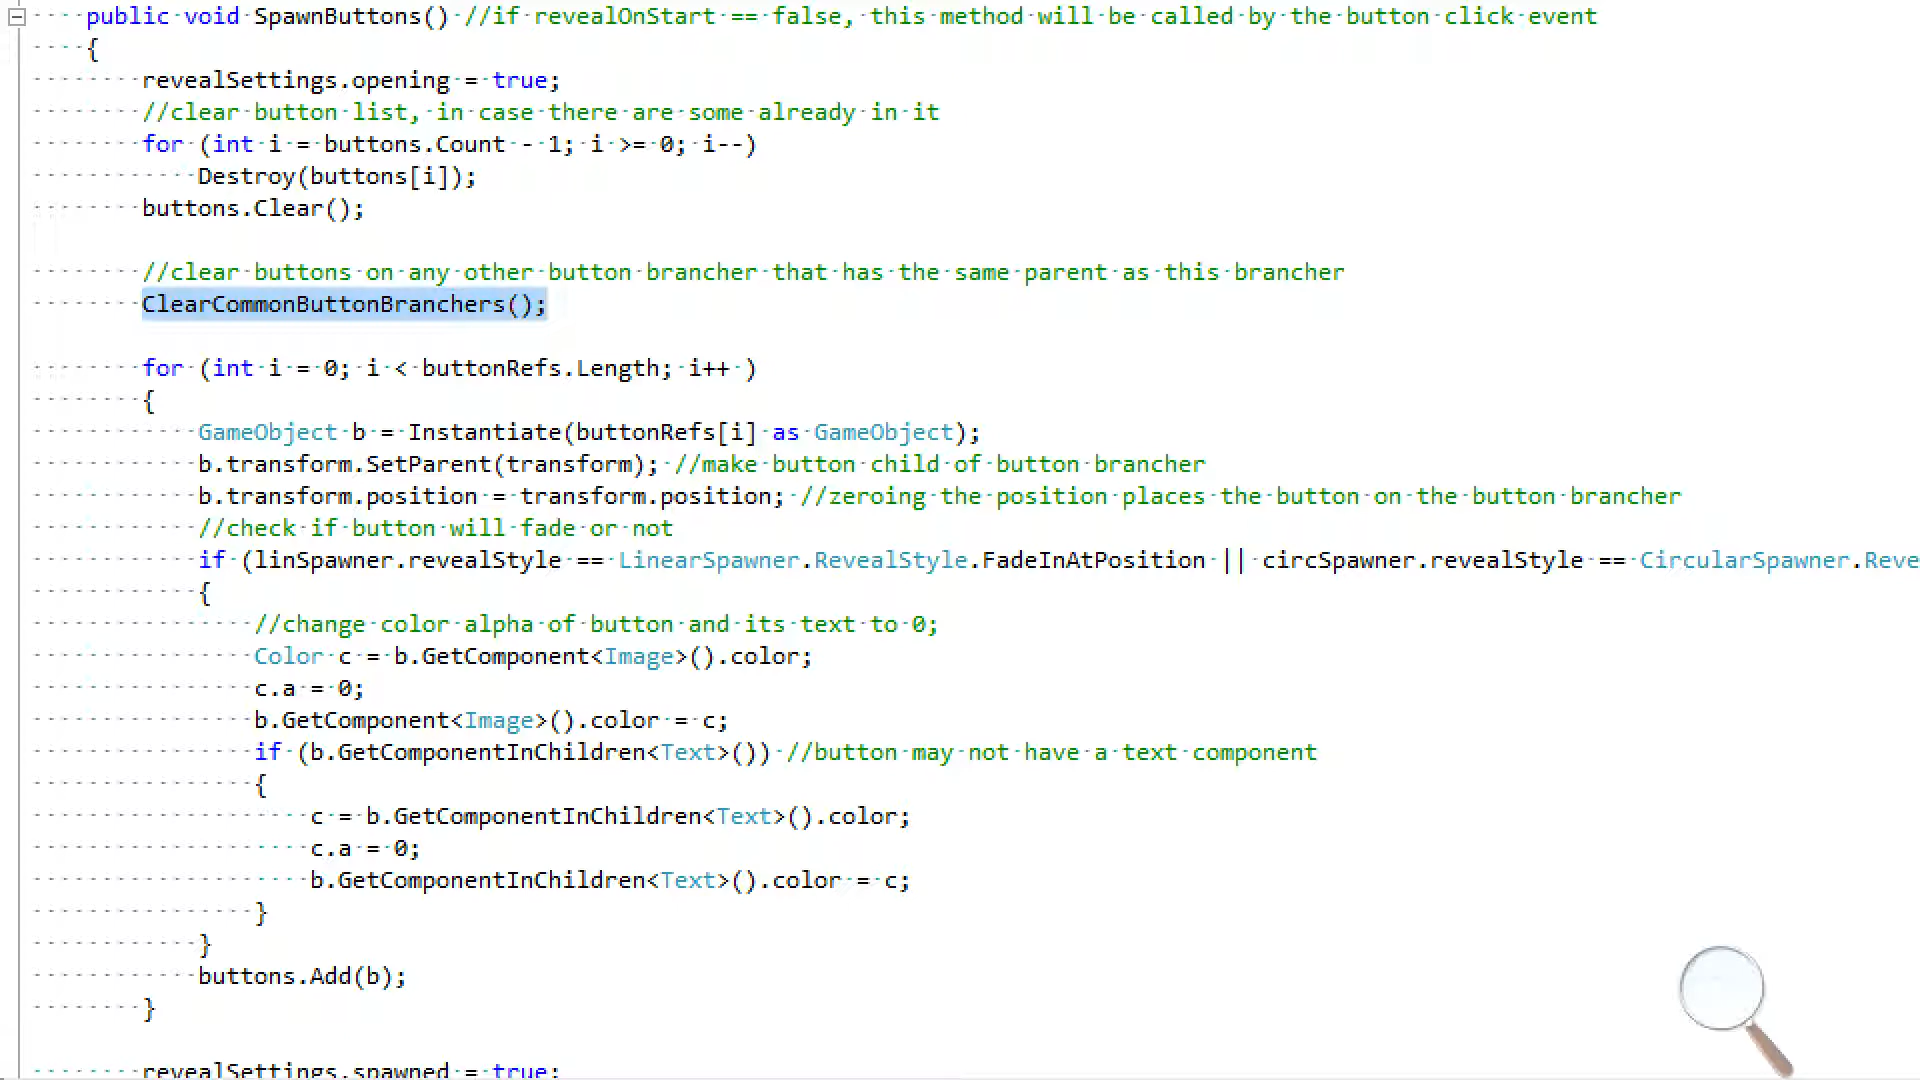 public void SpawnButtons() //if revealOnStart == false, this method will be called by the button click event
{
revealSettings.opening = true;
//clear button list, in case there are some already in it
for (int i = buttons.Count - 1; i >= 0; i--)
Destroy(buttons[i]);
buttons.Clear();
//clear buttons on any other button brancher that has the same parent as this brancher
ClearCommonButtonBranchers();
for (int i = 0; i < buttonRefs.Length; i++ )
{
GameObject b = Instantiate(buttonRefs[i] as GameObject);
b.transform.SetParent(transform); //make button child of button brancher
b.transform.position = transform.position; //zeroing the position places the button on the button brancher
//check if button will fade or not
if (linSpawner.revealStyle == LinearSpawner.RevealStyle.FadeInAtPosition || circSpawner.revealStyle == CircularSpawner.Reve
{
//change color alpha of button and its text to 0;
Color c = b.GetComponent<Image>().color;
c.a = 0;
b.GetComponent<Image>().color = c;
if (b.GetComponentInChildren<Text>()) //button may not have a text component
{
c = b.GetComponentInChildren<Text>().color;
c.a = 0;
b.GetComponentInChildren<Text>().color = c;
}
}
buttons.Add(b);
}
revealSettings.spawned = true;